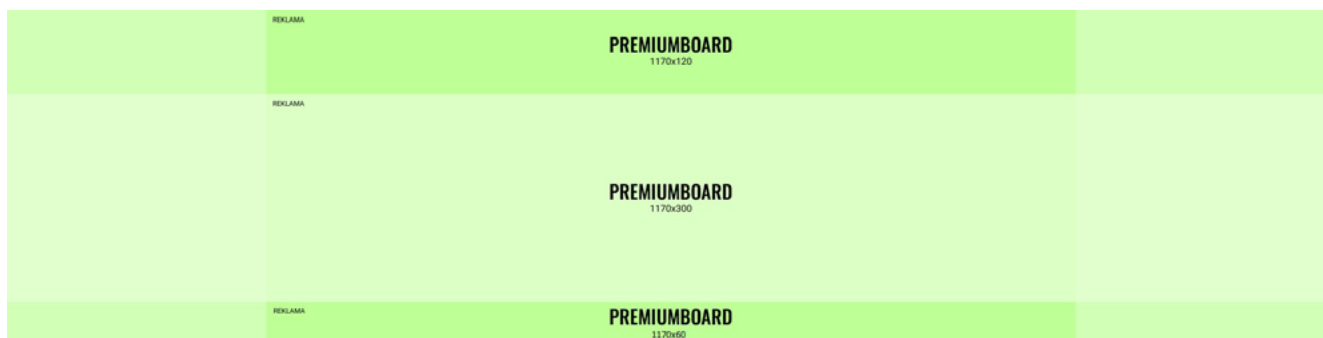 REKLAMA
PREMIUMBOARD
1170x120
REKLAMA
PREMIUMBOARD
1170x300
REKLAMA
PREMIUMBOARD
1170x60